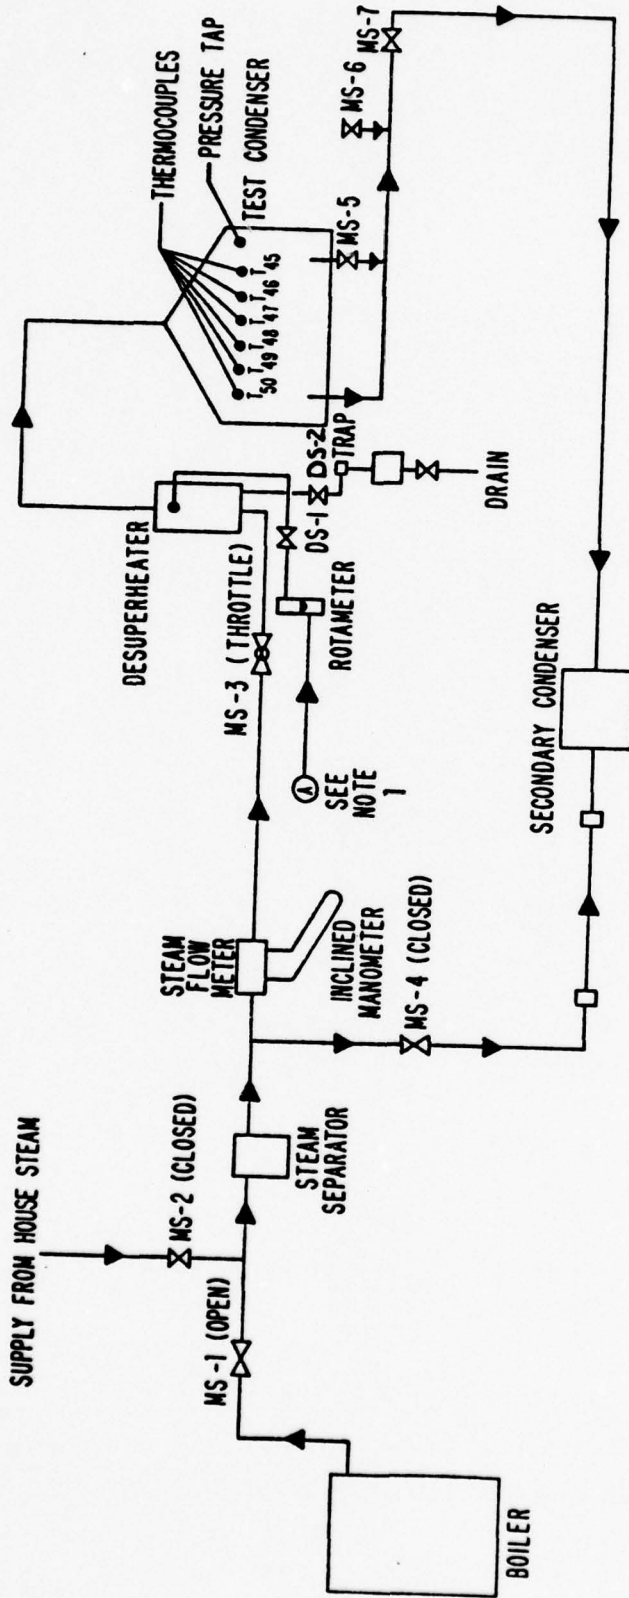 SUPPLY FROM HOUSE STEAM
MS-2 (CLOSED)
MS-1 (OPEN)
BOILER
STEAM
SEPARATOR
STEAM
FLOW
METER
INCLINED
MANOMETER
MS-4 (CLOSED)
DESUPERHEATER
MS-3 (THROTTLE)
A
SEE
NOTE
1
ROTAMETER
DS-1
DS-2
TRAP
DRAIN
THERMOCOUPLES
PRESSURE TAP
TEST CONDENSER
T50 T49 T48 T47 T46 T45
MS-5
MS-6
MS-7
SECONDARY CONDENSER